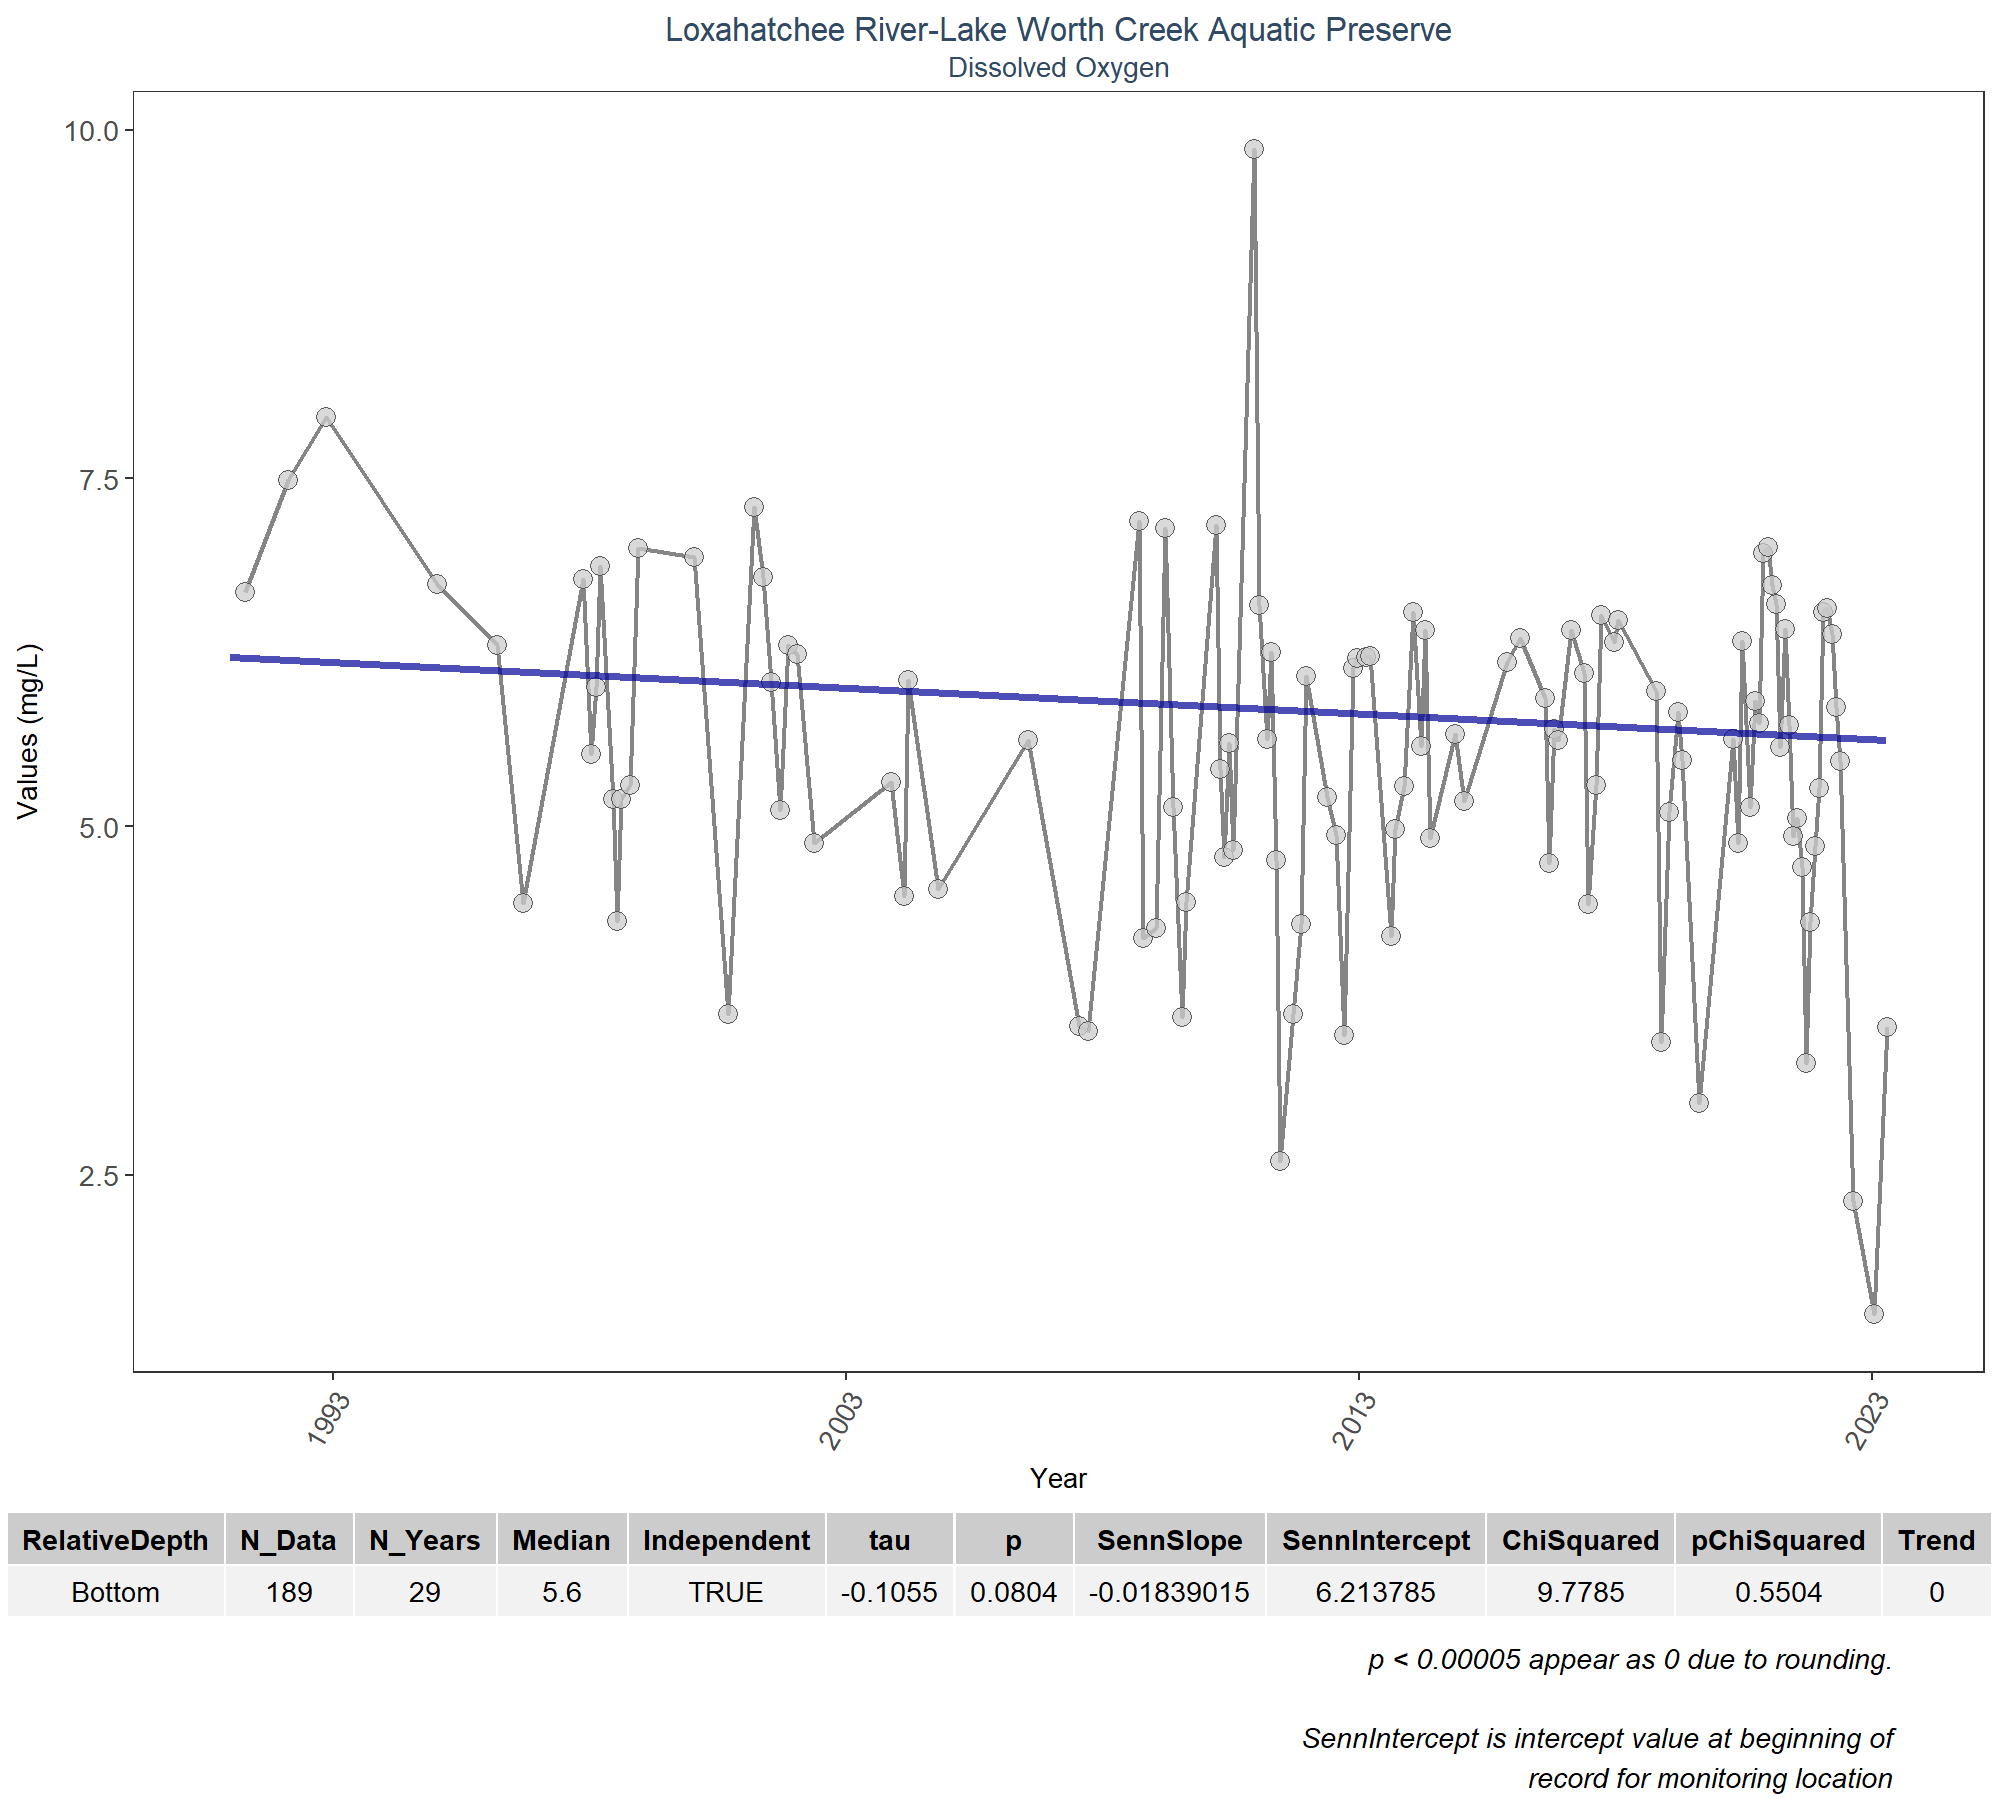 Loxahatchee River-Lake Worth Creek Aquatic Preserve
Dissolved Oxygen
10.0
7.5
5.0
2.5
Values (mg/L)
1993 2003 2013 2023
Year
RelativeDepth N_Data N_Years Median Independent tau p SennSlope SennIntercept ChiSquared pChiSquared Trend
Bottom 189 29 5.6 TRUE -0.1055 0.0804 -0.01839015 6.213785 9.7785 0.5504 0
p < 0.00005 appear as 0 due to rounding.
SennIntercept is intercept value at beginning of
record for monitoring location